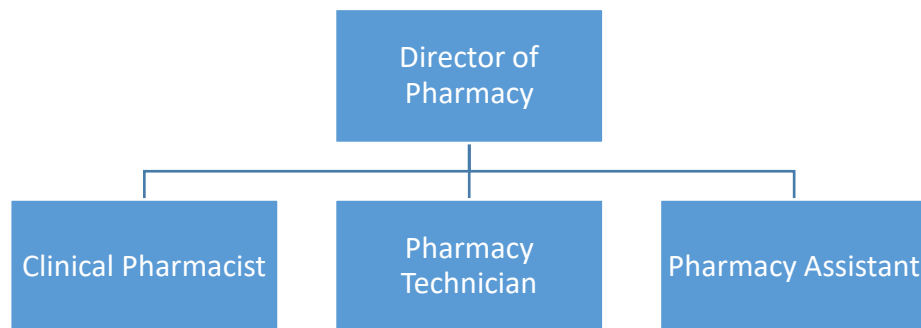 Director of
Pharmacy
Clinical Pharmacist
Pharmacy
Technician
Pharmacy Assistant